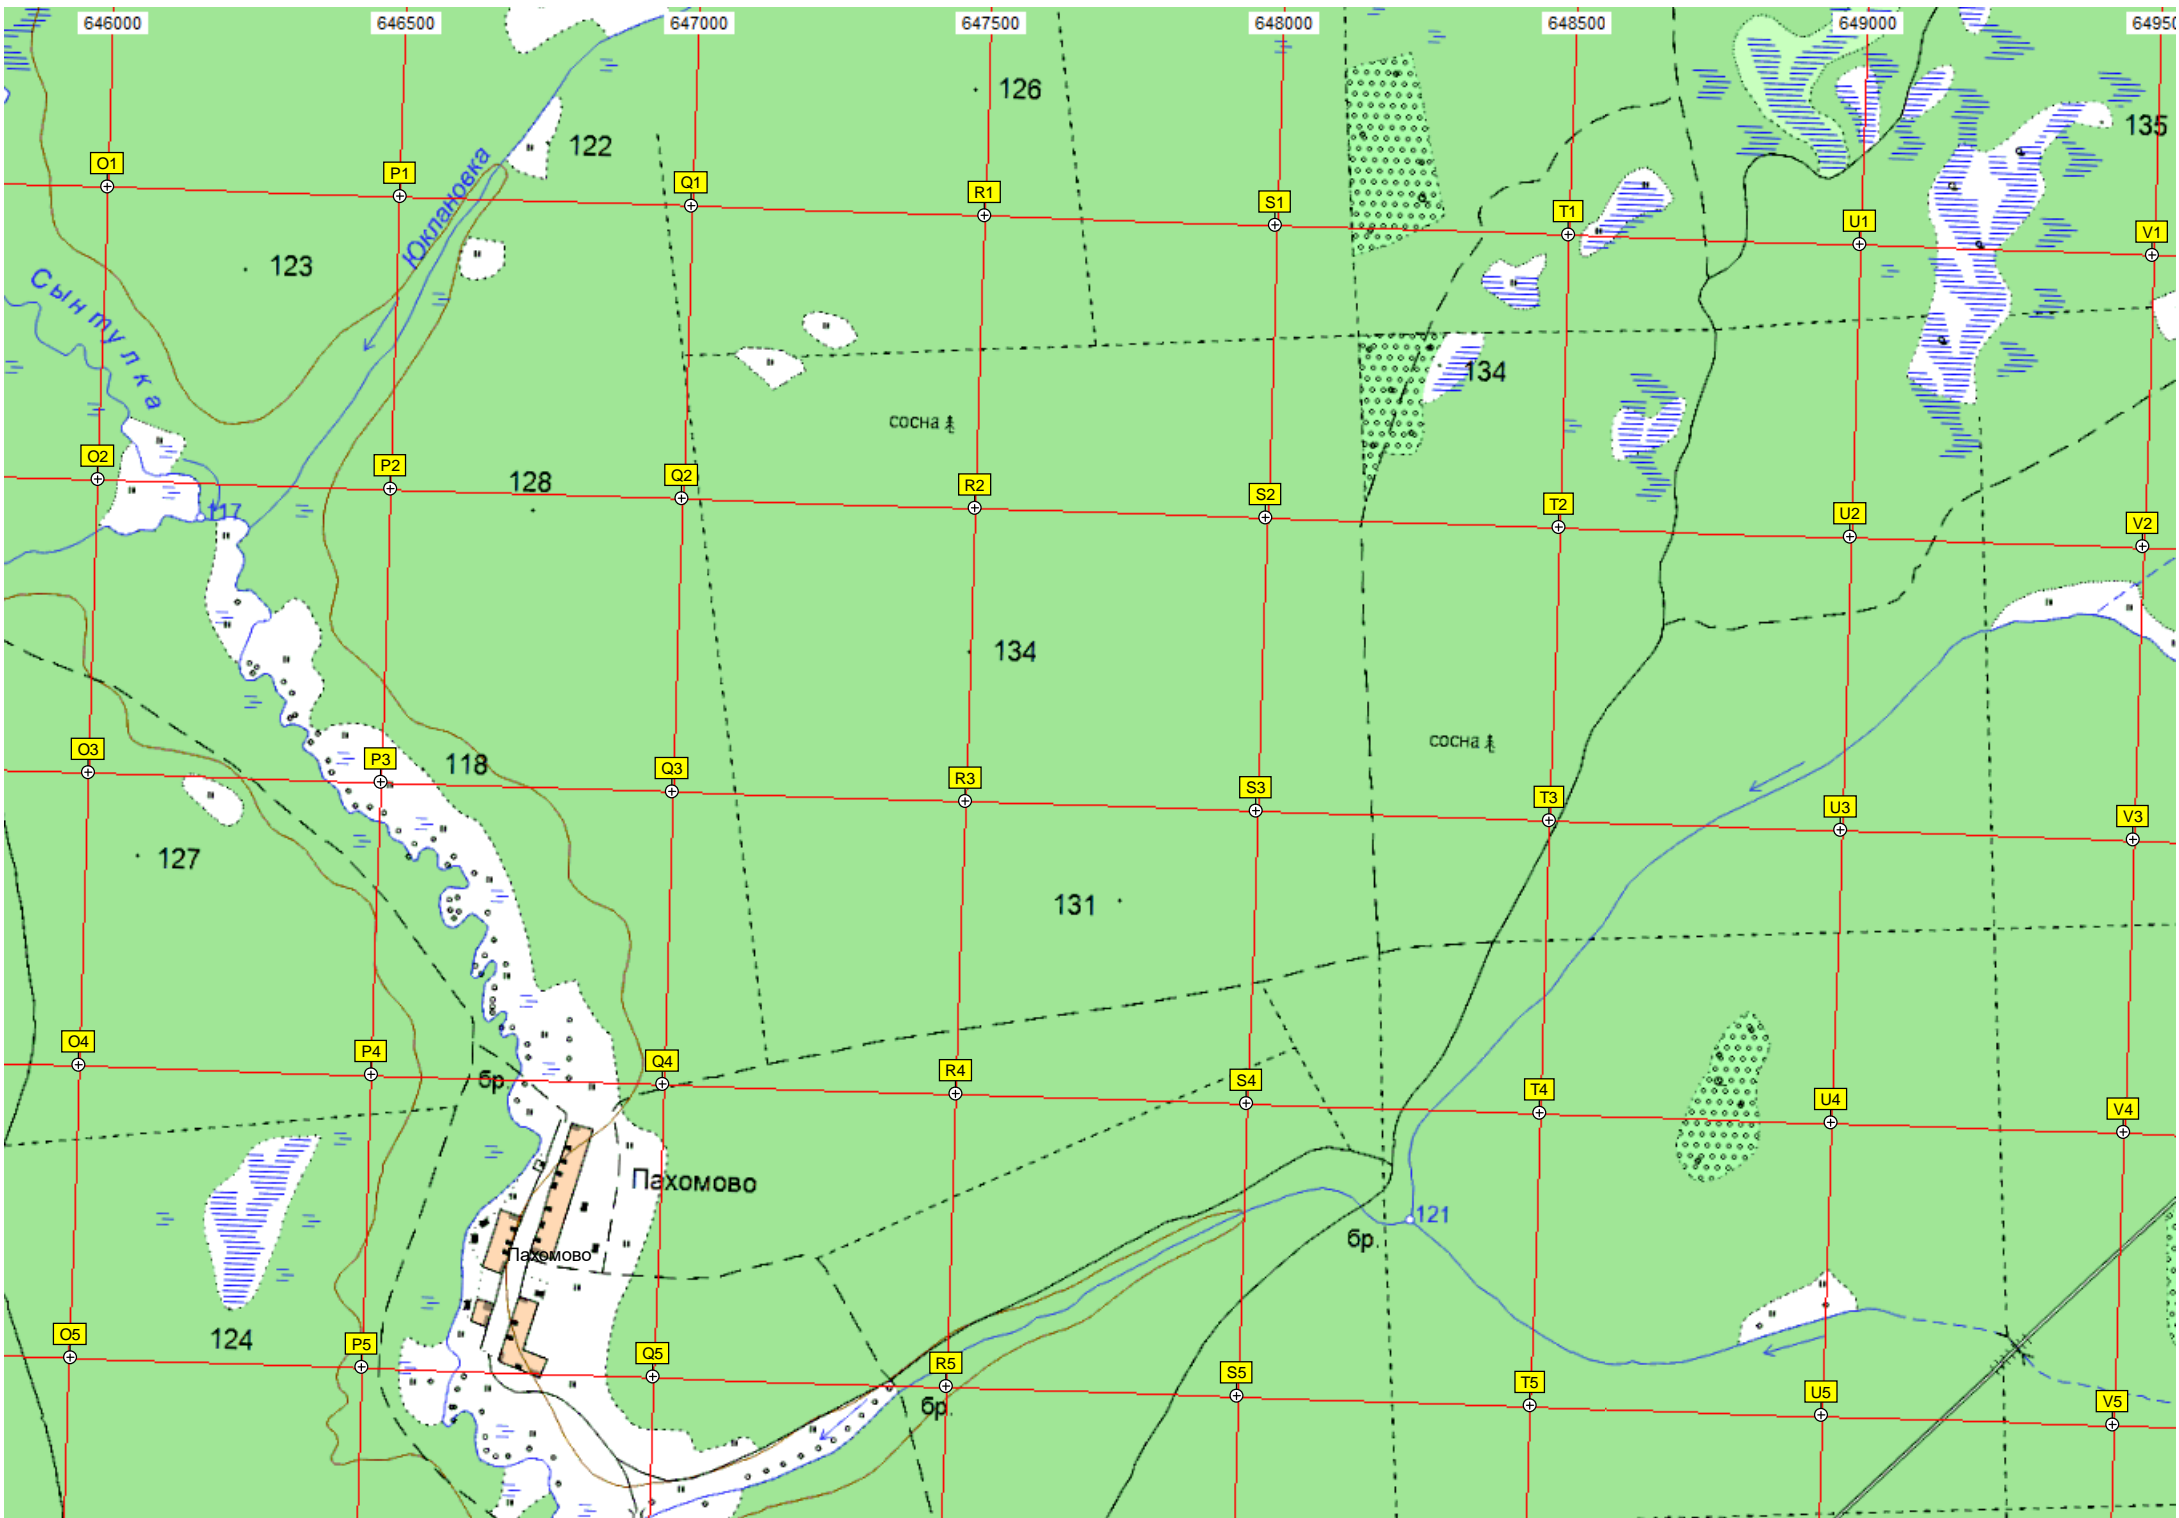 646000 646500 647000 647500 648000 648500 649000 64950
126
122
135
O1 P1 Q1 R1 S1 T1 U1 V1
Юклановка
123
Сынтулка
134
сосна
O2 P2 Q2 R2 S2 T2 U2 V2
128
117
134
сосна
O3 P3 Q3 R3 S3 T3 U3 V3
118
127
131
O4 P4 Q4 R4 S4 T4 U4 V4
бр.
Пахомово
121
бр.
Пахомово
124
O5 P5 Q5 R5 S5 T5 U5 V5
бр.